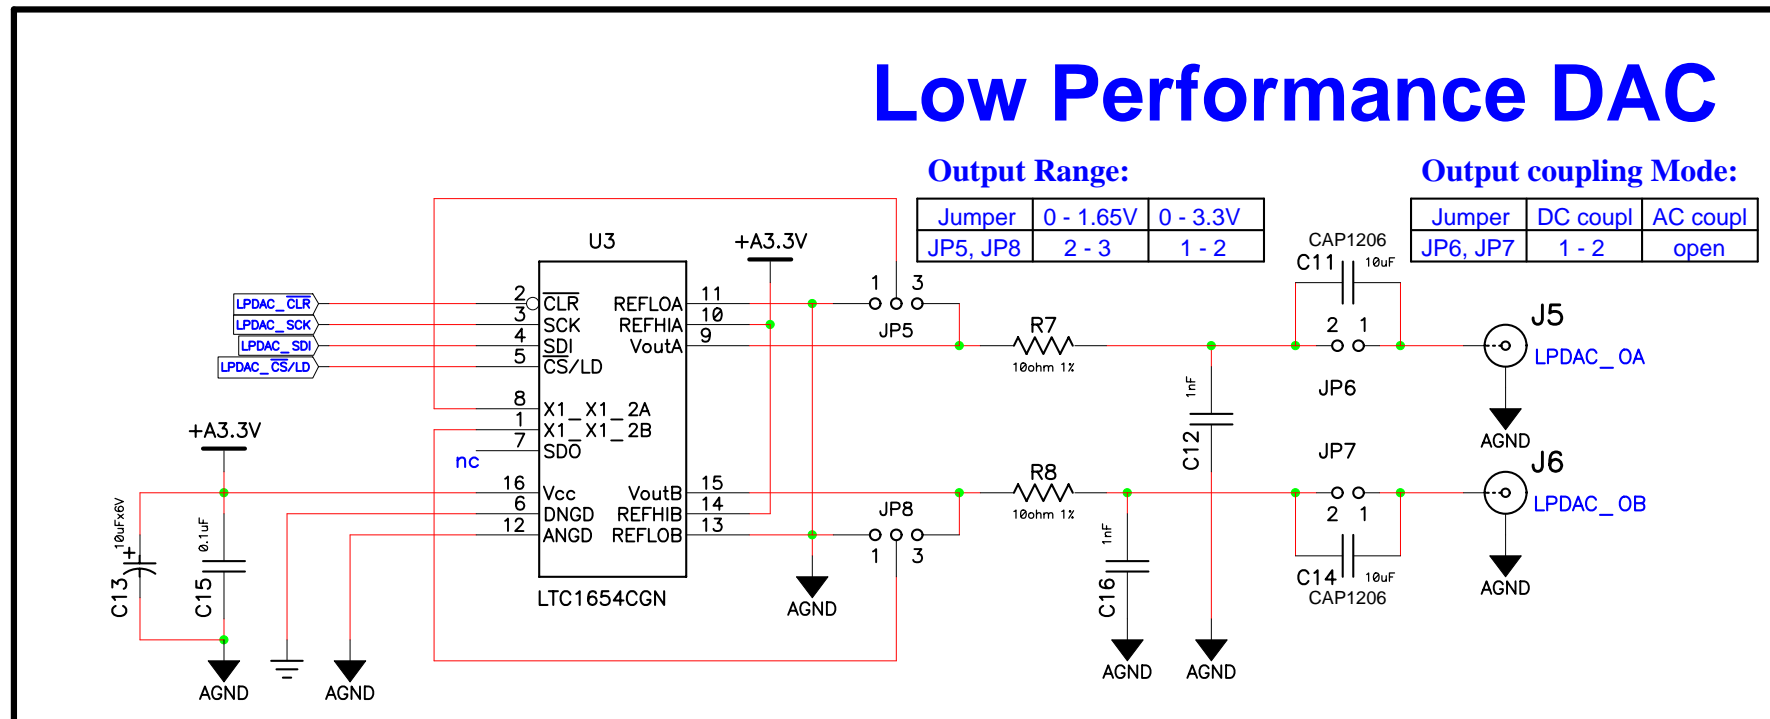 Low Performance DAC
Output Range:
Jumper 0 - 1.65V 0 - 3.3V
JP5, JP8 2 - 3 1 - 2
Output coupling Mode:
Jumper DC coupl AC coupl
JP6, JP7 1 - 2 open
U3
+A3.3V
LPDAC_CLR
LPDAC_SCK
LPDAC_SDI
LPDAC_CS/LD
2 CLR
3 SCK
4 SDI
5 CS/LD
8 X1_X1_2A
1 X1_X1_2B
7 SDO
nc
16 Vcc
6 DNGD
12 ANGD
REFLOA 11
REFHIA 10
VoutA 9
VoutB 15
REFHIB 14
REFLOB 13
LTC1654CGN
+A3.3V
10uFx6V
+
C13
0.1uF
C15
AGND
AGND
1 3
JP5
JP8
1 3
AGND
R7
10ohm 1%
R8
10ohm 1%
1nF
C12
1nF
C16
AGND
AGND
CAP1206
C11 10uF
2 1
JP6
JP7
2 1
C14 10uF
CAP1206
J5
LPDAC_OA
AGND
J6
LPDAC_OB
AGND